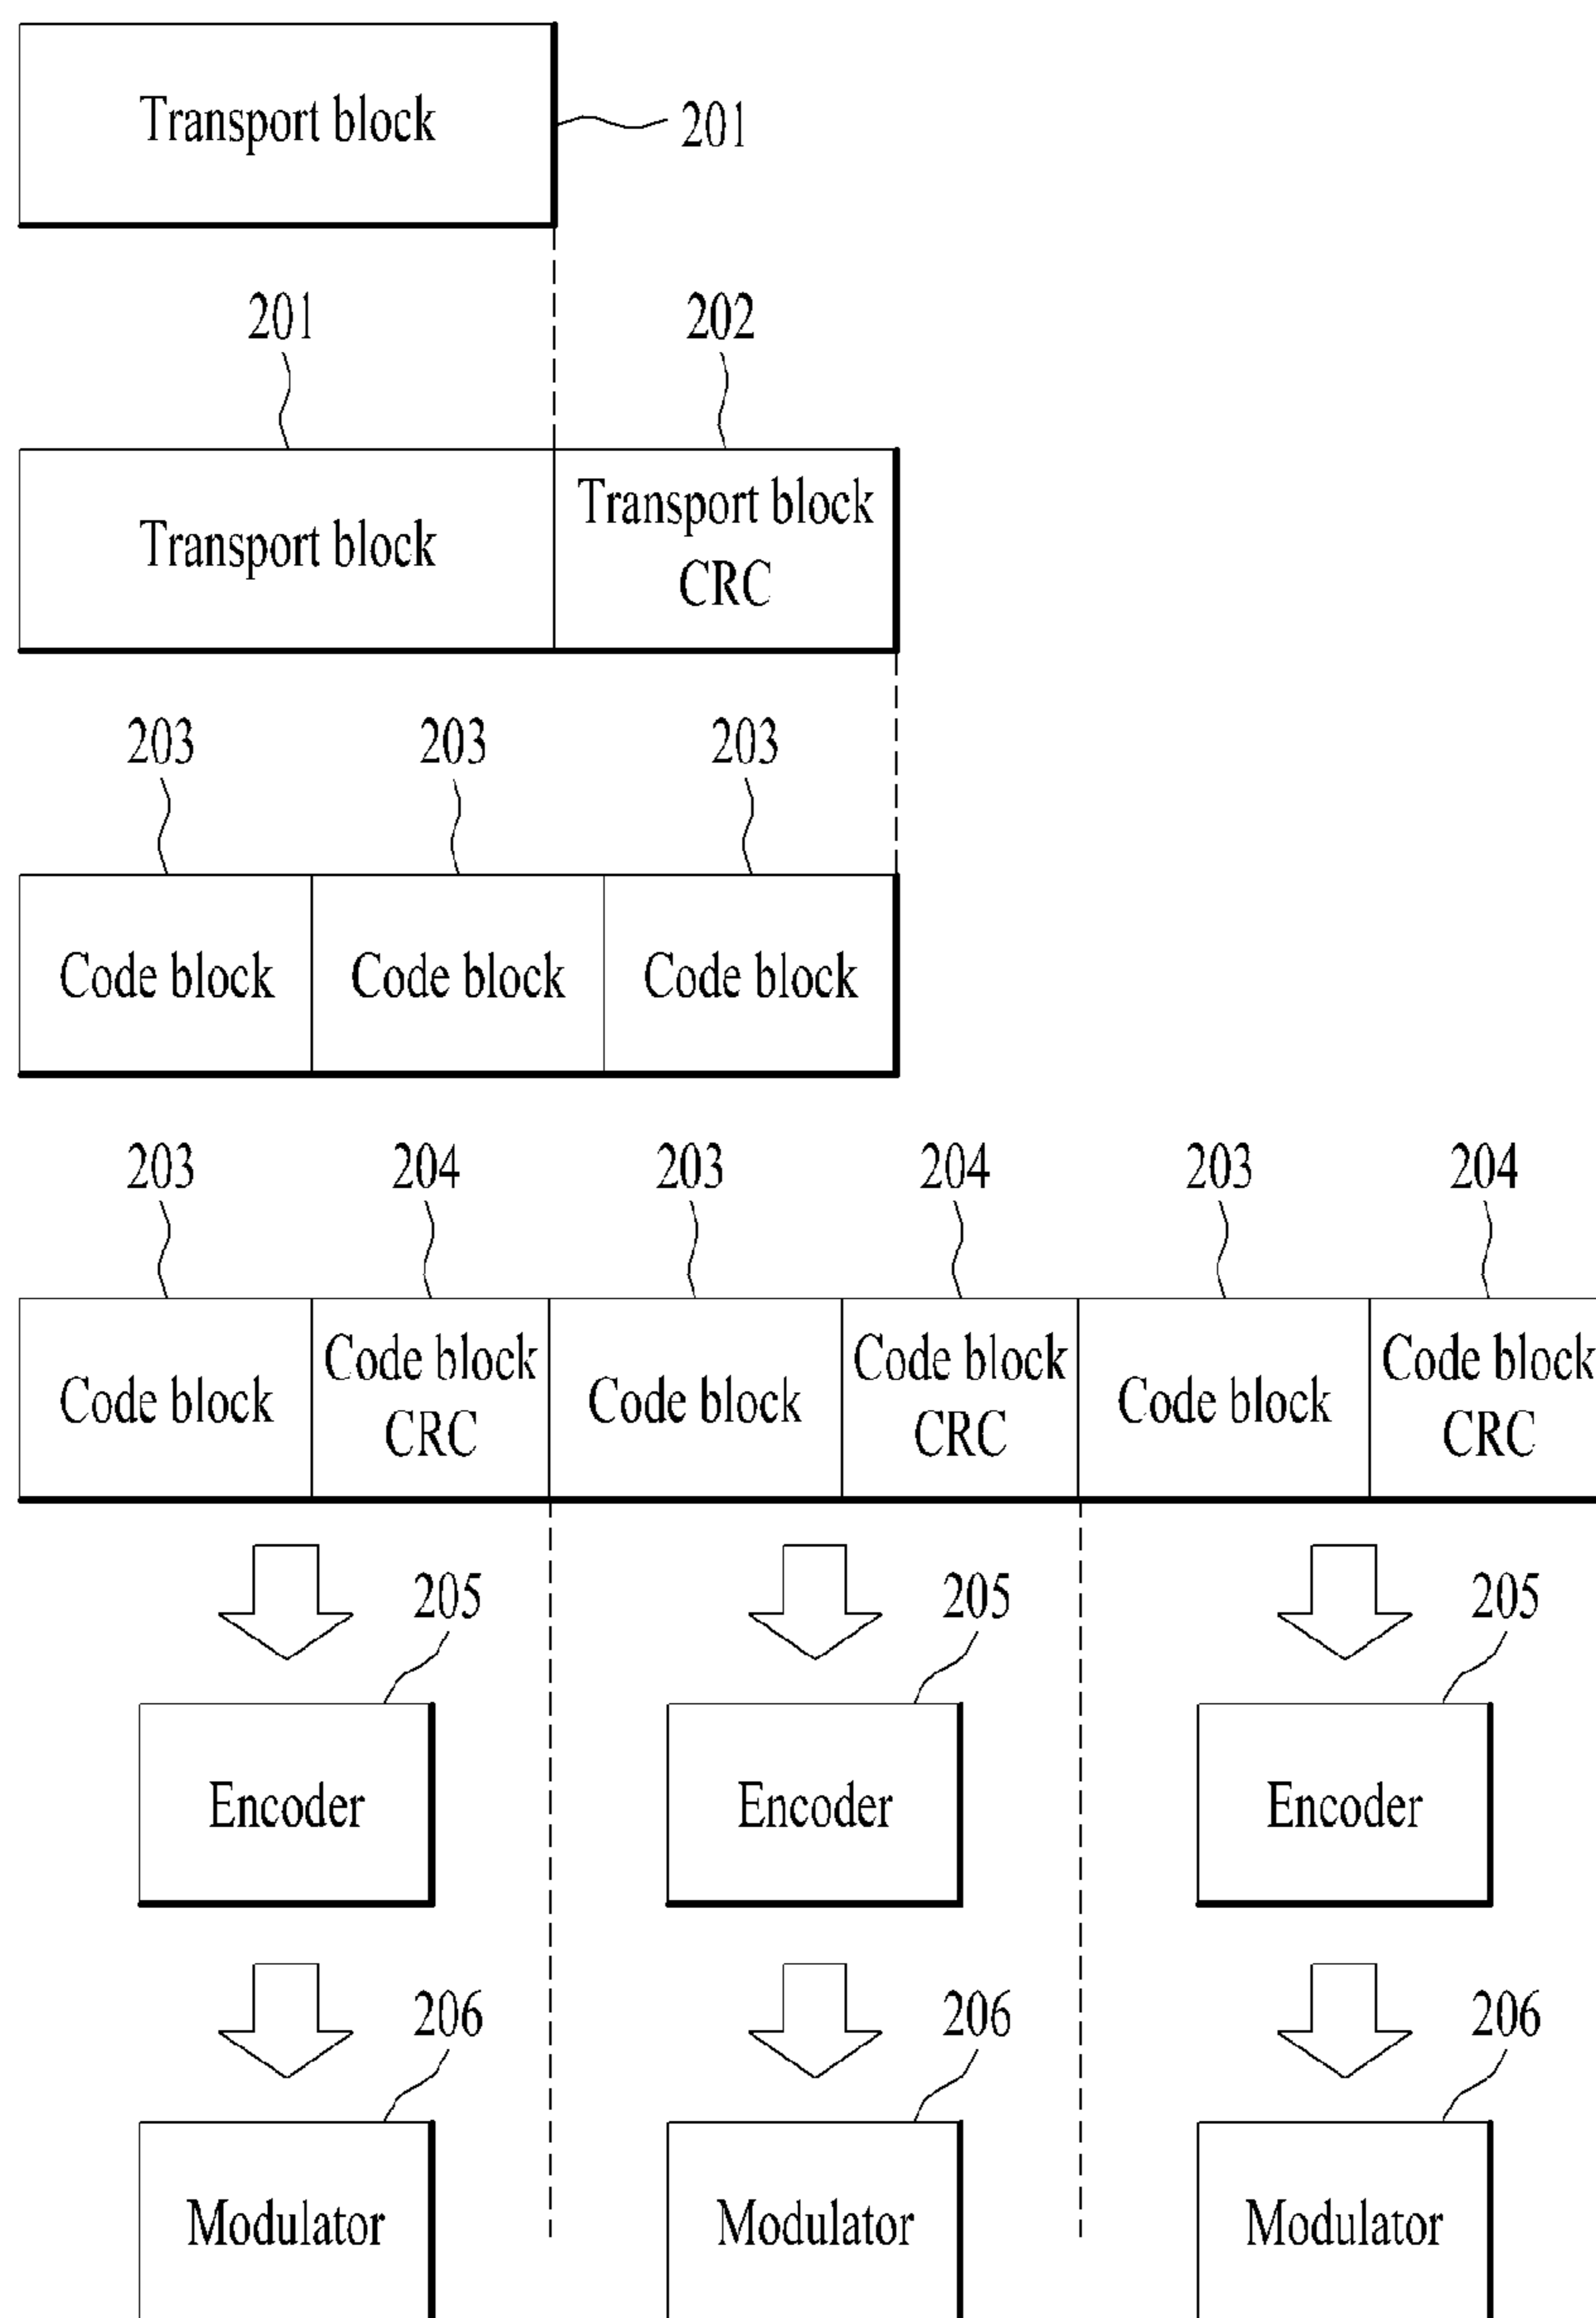 Transport block
201
201 202
Transport block
Transport block
CRC
203 203 203
Code block Code block Code block
203 204 203 204 203 204
Code block
Code block
CRC
Code block
Code block
CRC
Code block
Code block
CRC
205 205 205
Encoder Encoder Encoder
206 206 206
Modulator Modulator Modulator